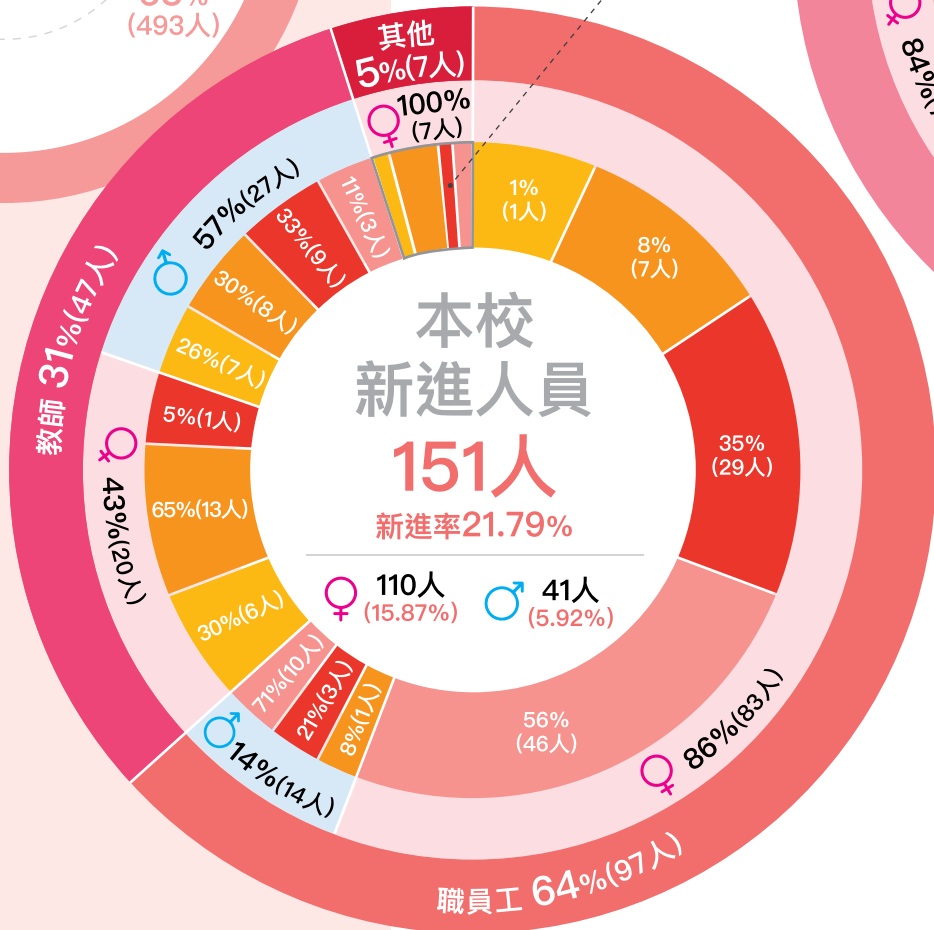 (493人)
84%(
其他
5%(7人)
100%
(7人)
1%
(1人)
8%
(7人)
35%
(29人)
56%
(46人)
86%(83人)
職員工 64%(97人)
8%(1人)
21%(3人)
71%(10人)
14%(14人)
30%(6人)
65%(13人)
5%(1人)
43%(20人)
教師 31%(47人)
26%(7人)
30%(8人)
33%(9人)
11%(3人)
57%(27人)
本校
新進人員
151人
新進率21.79%
110人
(15.87%)
41人
(5.92%)